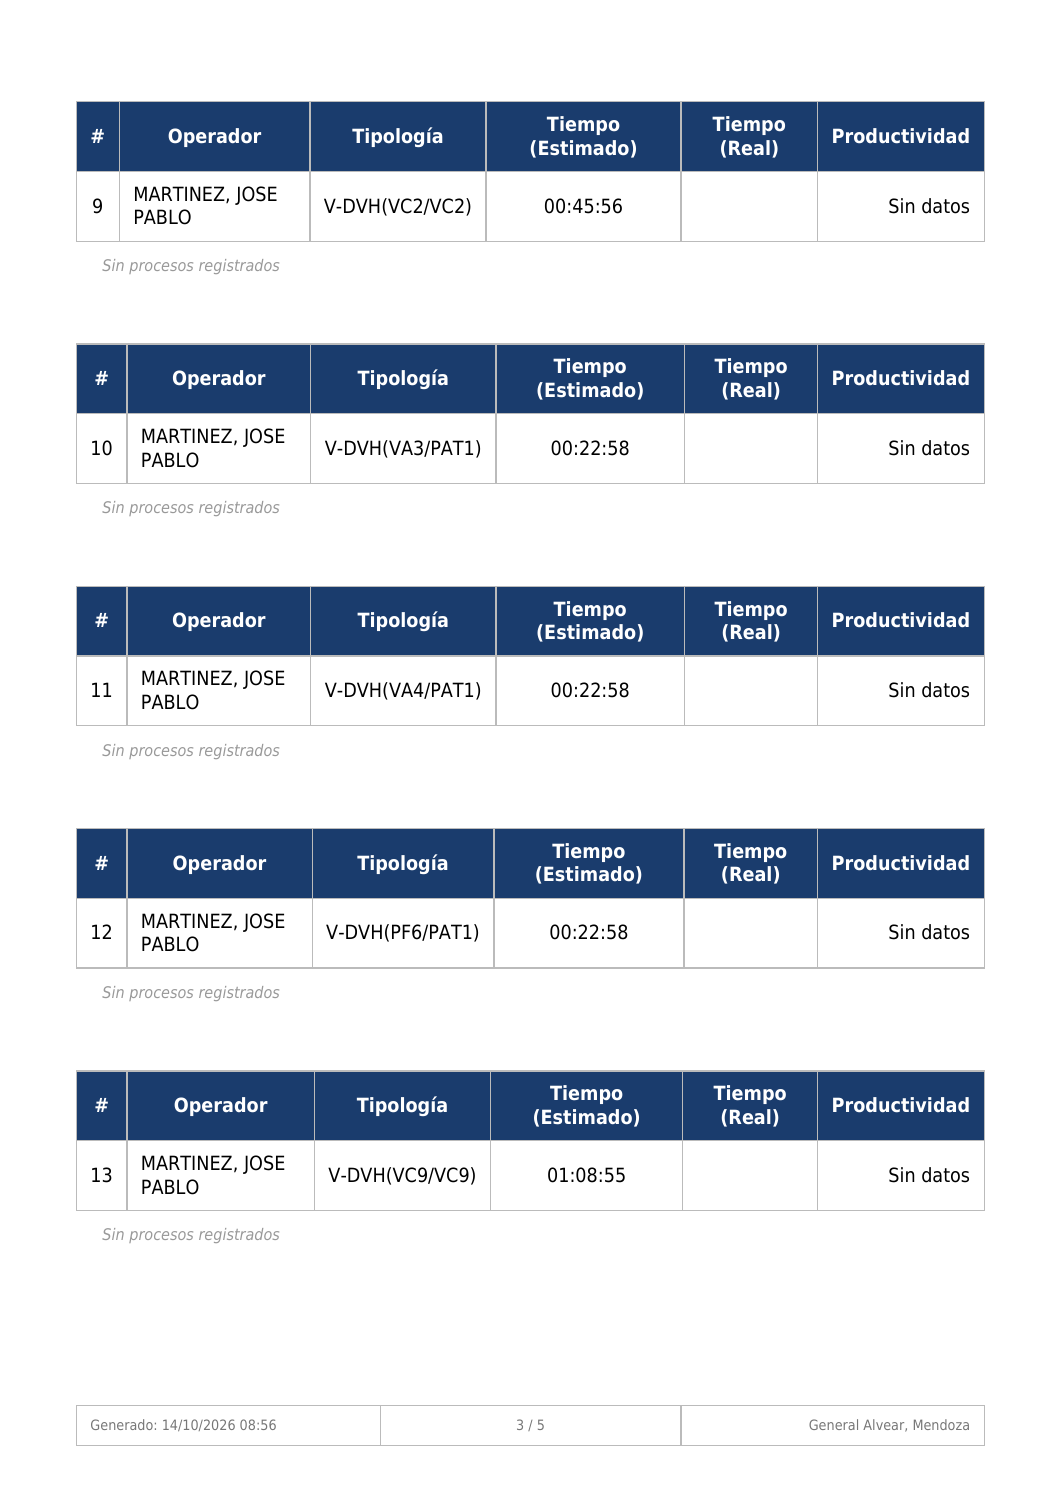 # Operador Tipología Tiempo (Estimado) Tiempo (Real) Productividad
9 MARTINEZ, JOSE PABLO V-DVH(VC2/VC2) 00:45:56 Sin datos
Sin procesos registrados
# Operador Tipología Tiempo (Estimado) Tiempo (Real) Productividad
10 MARTINEZ, JOSE PABLO V-DVH(VA3/PAT1) 00:22:58 Sin datos
Sin procesos registrados
# Operador Tipología Tiempo (Estimado) Tiempo (Real) Productividad
11 MARTINEZ, JOSE PABLO V-DVH(VA4/PAT1) 00:22:58 Sin datos
Sin procesos registrados
# Operador Tipología Tiempo (Estimado) Tiempo (Real) Productividad
12 MARTINEZ, JOSE PABLO V-DVH(PF6/PAT1) 00:22:58 Sin datos
Sin procesos registrados
# Operador Tipología Tiempo (Estimado) Tiempo (Real) Productividad
13 MARTINEZ, JOSE PABLO V-DVH(VC9/VC9) 01:08:55 Sin datos
Sin procesos registrados
Generado: 14/10/2026 08:56 3 / 5 General Alvear, Mendoza